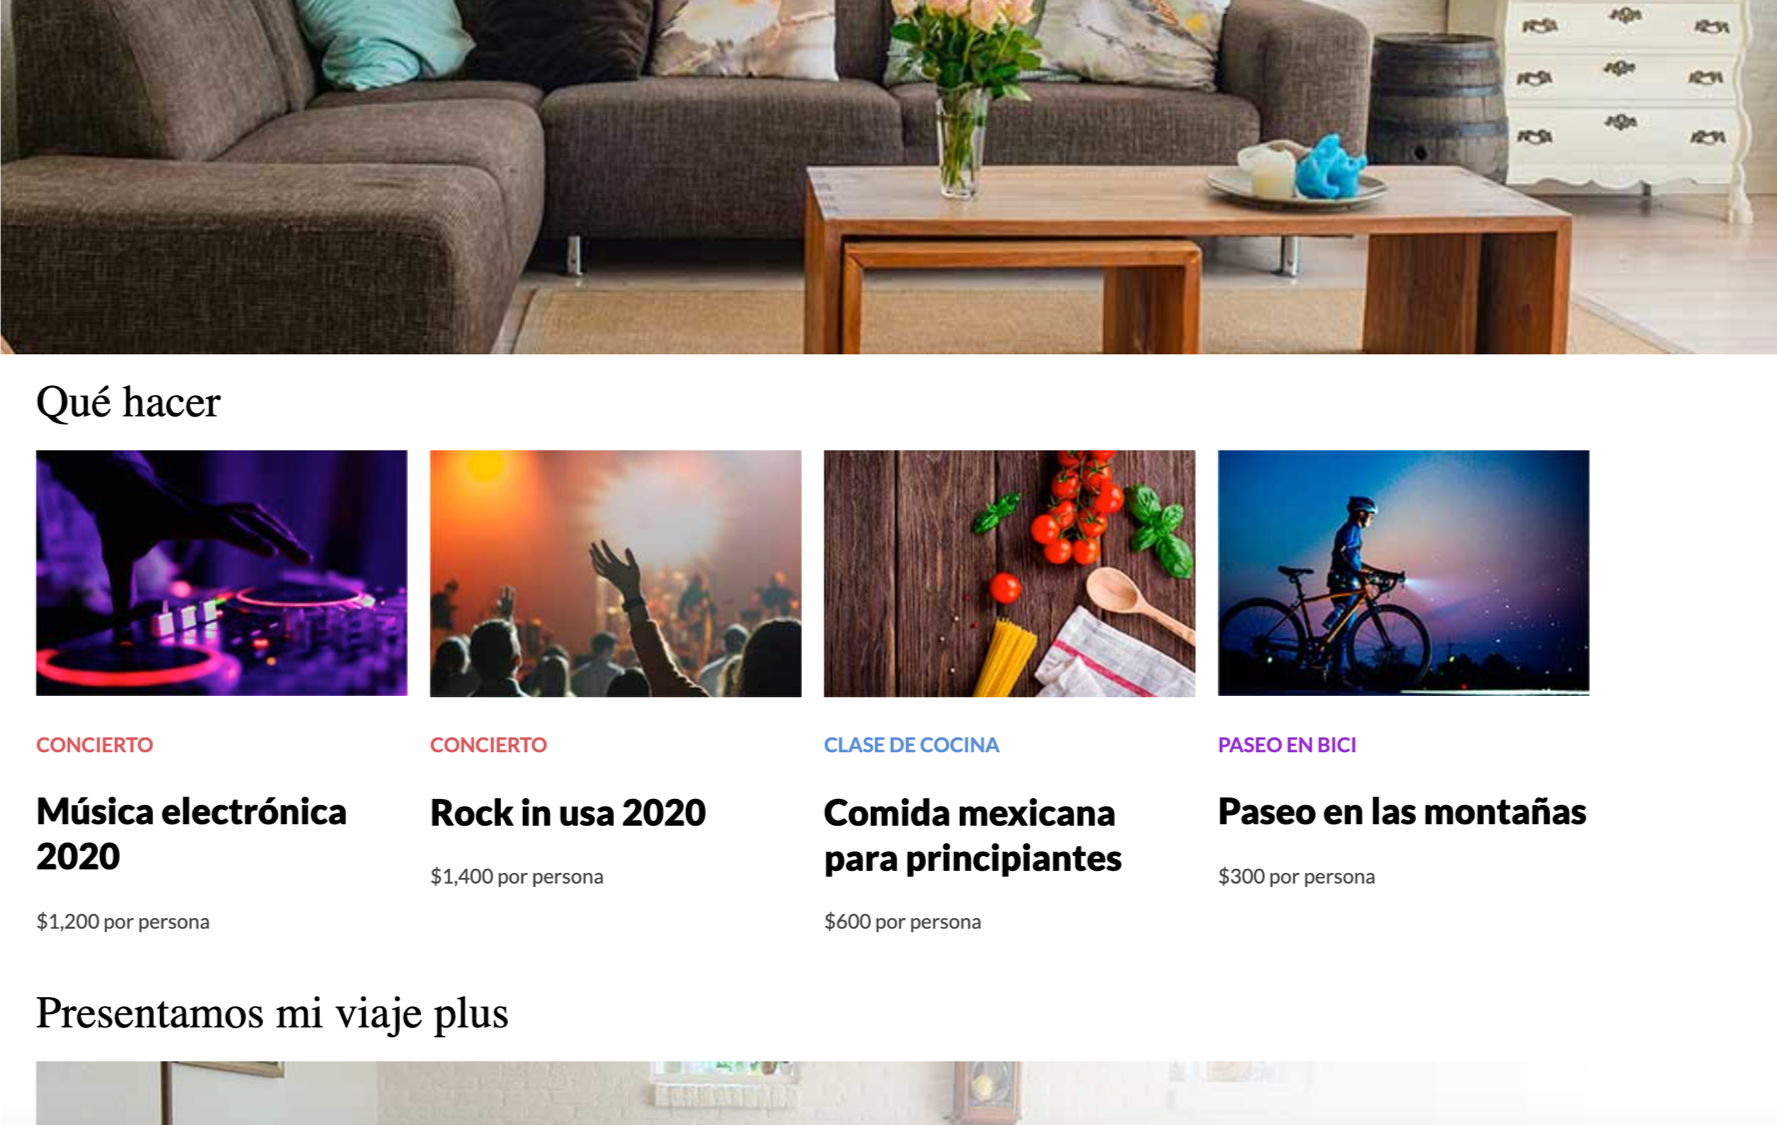 Qué hacer
CONCIERTO
Música electrónica
2020
$1,200 por persona
CONCIERTO
Rock in usa 2020
$1,400 por persona
CLASE DE COCINA
Comida mexicana
para principiantes
$600 por persona
PASEO EN BICI
Paseo en las montañas
$300 por persona
Presentamos mi viaje plus